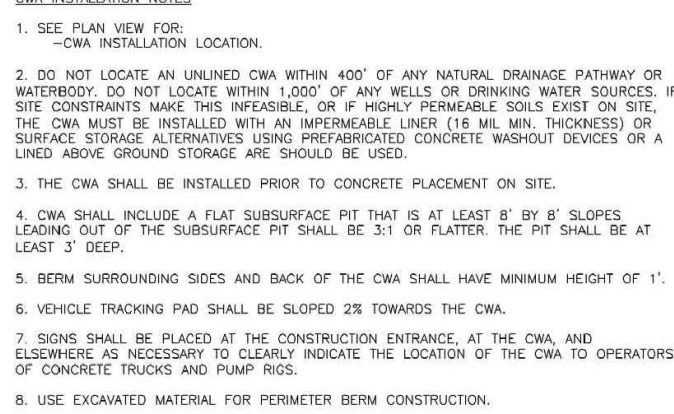 CWA INSTALLATION NOTES
1. SEE PLAN VIEW FOR:
-CWA INSTALLATION LOCATION.
2. DO NOT LOCATE AN UNLINED CWA WITHIN 400' OF ANY NATURAL DRAINAGE PATHWAY OR
WATERBODY. DO NOT LOCATE WITHIN 1,000' OF ANY WELLS OR DRINKING WATER SOURCES. IF
SITE CONSTRAINTS MAKE THIS INFEASIBLE, OR IF HIGHLY PERMEABLE SOILS EXIST ON SITE,
THE CWA MUST BE INSTALLED WITH AN IMPERMEABLE LINER (16 MIL MIN. THICKNESS) OR
SURFACE STORAGE ALTERNATIVES USING PREFABRICATED CONCRETE WASHOUT DEVICES OR A
LINED ABOVE GROUND STORAGE ARE SHOULD BE USED.
3. THE CWA SHALL BE INSTALLED PRIOR TO CONCRETE PLACEMENT ON SITE.
4. CWA SHALL INCLUDE A FLAT SUBSURFACE PIT THAT IS AT LEAST 8' BY 8' SLOPES
LEADING OUT OF THE SUBSURFACE PIT SHALL BE 3:1 OR FLATTER. THE PIT SHALL BE AT
LEAST 3' DEEP.
5. BERM SURROUNDING SIDES AND BACK OF THE CWA SHALL HAVE MINIMUM HEIGHT OF 1'.
6. VEHICLE TRACKING PAD SHALL BE SLOPED 2% TOWARDS THE CWA.
7. SIGNS SHALL BE PLACED AT THE CONSTRUCTION ENTRANCE, AT THE CWA, AND
ELSEWHERE AS NECESSARY TO CLEARLY INDICATE THE LOCATION OF THE CWA TO OPERATORS
OF CONCRETE TRUCKS AND PUMP RIGS.
8. USE EXCAVATED MATERIAL FOR PERIMETER BERM CONSTRUCTION.